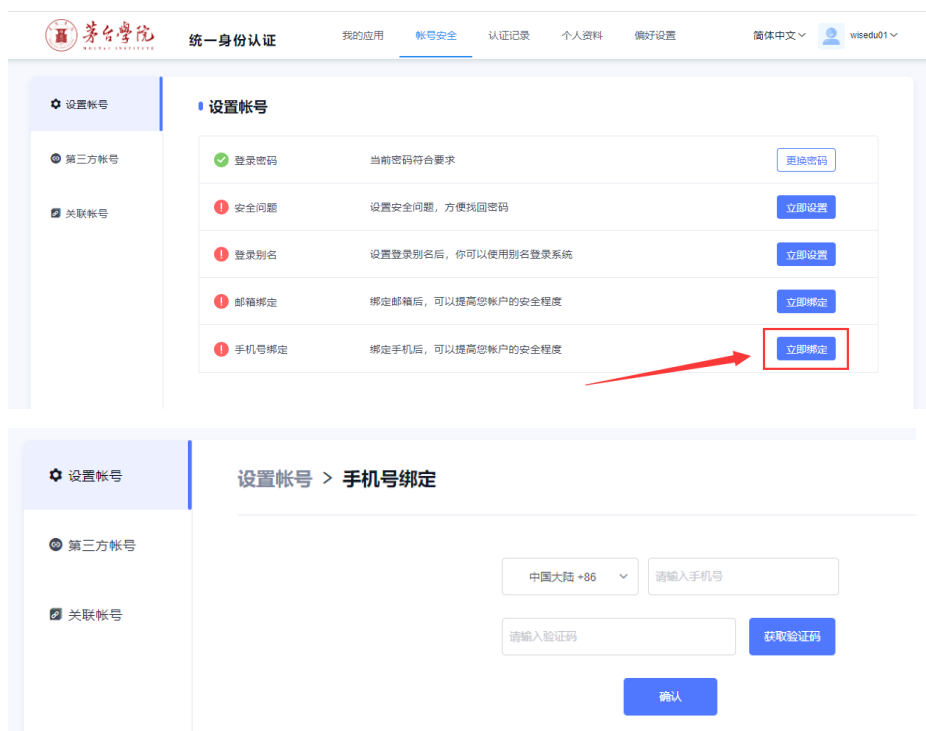 茅台學院
MOUTAI INSTITUTE
统一身份认证
我的应用
帐号安全
认证记录
个人资料
偏好设置
简体中文
wisedu01
设置帐号
第三方帐号
关联帐号
设置帐号
登录密码 当前密码符合要求 更换密码
安全问题 设置安全问题，方便找回密码 立即设置
登录别名 设置登录别名后，你可以使用别名登录系统 立即设置
邮箱绑定 绑定邮箱后，可以提高您帐户的安全程度 立即绑定
手机号绑定 绑定手机后，可以提高您帐户的安全程度 立即绑定
设置帐号
第三方帐号
关联帐号
设置帐号 > 手机号绑定
中国大陆 +86 请输入手机号
请输入验证码 获取验证码
确认